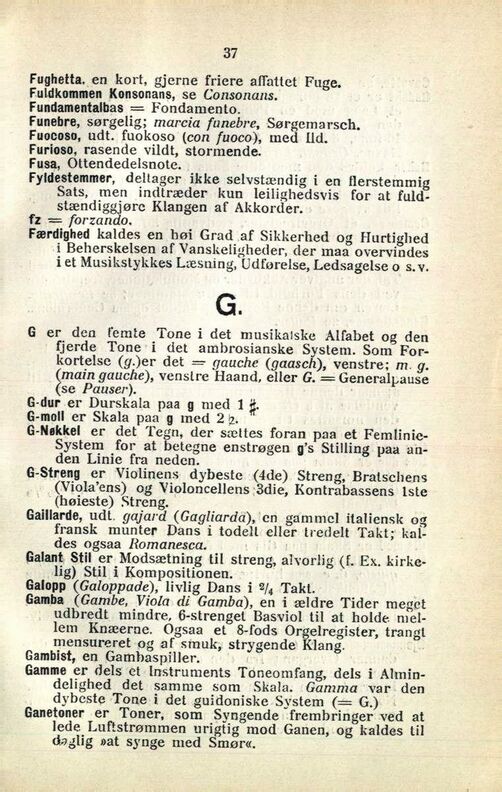 37
Fughetta. en kort, gjerne friere affattet Fuge.
Fuldkommen Konsonans, se Consonans.
Fundamentalbas = Fondamento.
Funebre, sørgelig; marcia funebre, Sørgemarsch.
Fuocoso, udt. fuokoso (con fuoco), med Ild.
Furioso, rasende vildt, stormende.
Fusa, Ottendedelsnote.
Fyldestemmer, deltager ikke selvstændig i en flerstemmig
Sats, men indtræder kun leilighedsvis for at fuld-
stændiggjøre Klangen af Akkorder.
fz = forzando.
Færdighed kaldes en høi Grad af Sikkerhed og Hurtighed
i Beherskelsen af Vanskeligheder, der maa overvindes
i et Musikstykkes Læsning, Udførelse, Ledsagelse o s.v.
G.
G er den femte Tone i det musikalske Alfabet og den
fjerde Tone i det ambrosianske System. Som For-
kortelse (g.)er det = gauche (gaasch), venstre; m. g.
(main gauche), venstre Haand, eller G. = Generalpause
(se Pauser).
G-dur er Durskala paa g med 1 ♯.
G-moll er Skala paa g med 2 ♭.
G-Nøkkel er det Tegn, der sættes foran paa et Femlinie-
System for at betegne enstrøgen g's Stilling paa an-
den Linie fra neden.
G-Streng er Violinens dybeste (4de) Streng, Bratschens
(Viola'ens) og Violoncellens 3die, Kontrabassens 1ste
(høieste) Streng.
Gaillarde, udt. gajard (Gagliarda), en gammel italiensk og
fransk munter Dans i todelt eller tredelt Takt; kal-
des ogsaa Romanesca.
Galant Stil er Modsætning til streng, alvorlig (f. Ex. kirke-
lig) Stil i Kompositionen.
Galopp (Galoppade), livlig Dans i 2/4 Takt.
Gamba (Gambe, Viola di Gamba), en i ældre Tider meget
udbredt mindre, 6-strenget Basviol til at holde mel-
lem Knæerne. Ogsaa et 8-fods Orgelregister, trangt
mensureret og af smuk, strygende Klang.
Gambist, en Gambaspiller.
Gamme er dels et Instruments Toneomfang, dels i Almin-
delighed det samme som Skala. Gamma var den
dybeste Tone i det guidoniske System (= G.)
Ganetoner er Toner, som Syngende frembringer ved at
lede Luftstrømmen urigtig mod Ganen, og kaldes til
daglig »at synge med Smør«.